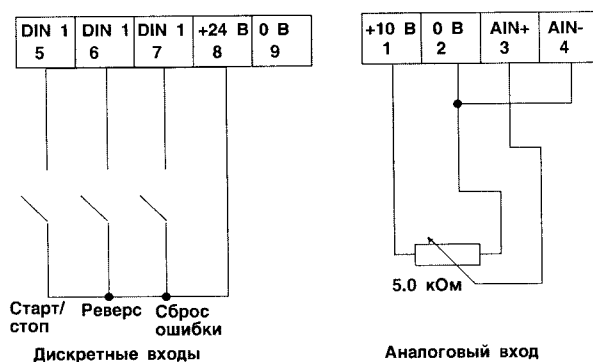 DIN 1 DIN 1 DIN 1 +24 В 0 В
5 6 7 8 9
+10 В 0 В AIN+ AIN-
1 2 3 4
5.0 кОм
Старт/ Реверс Сброс
стоп ошибки
Дискретные входы
Аналоговый вход